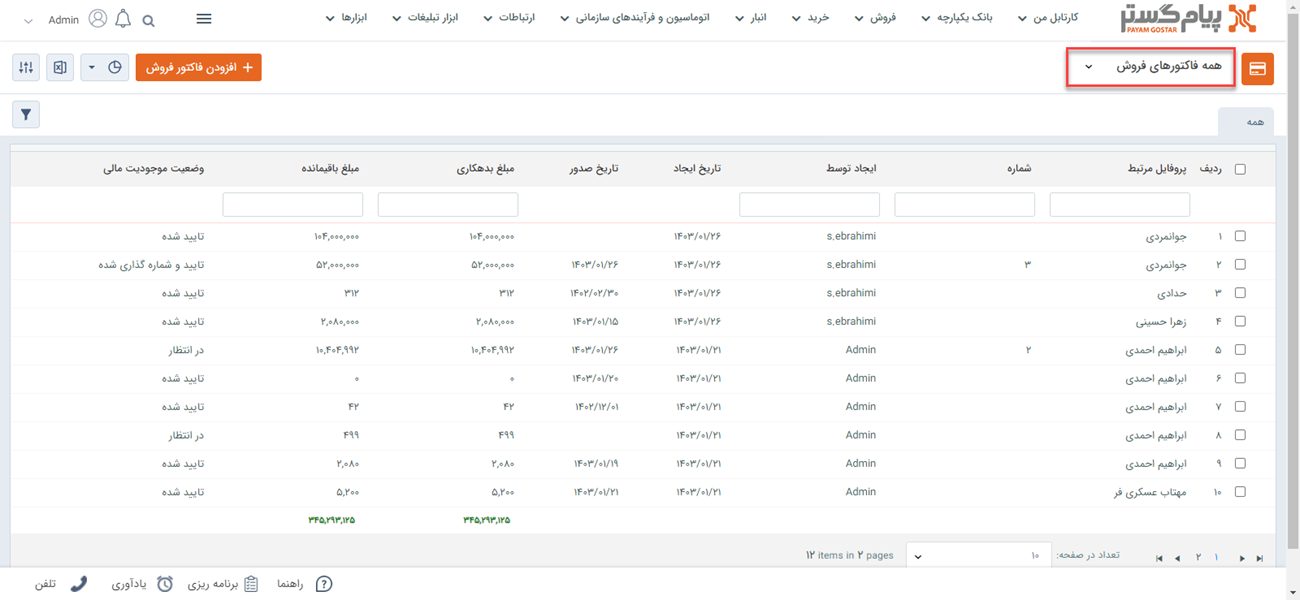 پیام‌گستر PAYAM GOSTAR کارتابل من بانک یکپارچه فروش خرید انبار اتوماسیون و فرآیندهای سازمانی ارتباطات ابزار تبلیغات ابزارها Admin
همه فاکتورهای فروش + افزودن فاکتور فروش
همه
ردیف پروفایل مرتبط شماره ایجاد توسط تاریخ ایجاد تاریخ صدور مبلغ بدهکاری مبلغ باقیمانده وضعیت موجودیت مالی
۱ جوانمردی s,ebrahimi ۱۴۰۳/۰۱/۲۶ ۱۰۴,۰۰۰,۰۰۰ ۱۰۴,۰۰۰,۰۰۰ تایید شده
۲ جوانمردی ۳ s,ebrahimi ۱۴۰۳/۰۱/۲۶ ۱۴۰۳/۰۱/۲۶ ۵۲,۰۰۰,۰۰۰ ۵۲,۰۰۰,۰۰۰ تایید و شماره گذاری شده
۳ حدادی s,ebrahimi ۱۴۰۳/۰۱/۲۶ ۱۴۰۲/۰۲/۳۰ ۳۱۲ ۳۱۲ تایید شده
۴ زهرا حسینی s,ebrahimi ۱۴۰۳/۰۱/۲۶ ۱۴۰۳/۰۱/۱۵ ۲,۰۸۰,۰۰۰ ۲,۰۸۰,۰۰۰ تایید شده
۵ ابراهیم احمدی ۲ Admin ۱۴۰۳/۰۱/۲۱ ۱۴۰۳/۰۱/۲۶ ۱۰,۴۰۴,۹۹۲ ۱۰,۴۰۴,۹۹۲ در انتظار
۶ ابراهیم احمدی Admin ۱۴۰۳/۰۱/۲۱ ۱۴۰۳/۰۱/۲۰ ۰ ۰ تایید شده
۷ ابراهیم احمدی Admin ۱۴۰۳/۰۱/۲۱ ۱۴۰۲/۱۲/۰۱ ۴۲ ۴۲ تایید شده
۸ ابراهیم احمدی Admin ۱۴۰۳/۰۱/۲۱ ۴۹۹ ۴۹۹ در انتظار
۹ ابراهیم احمدی Admin ۱۴۰۳/۰۱/۲۱ ۱۴۰۳/۰۱/۱۹ ۲,۰۸۰ ۲,۰۸۰ تایید شده
۱۰ مهتاب عسکری فر Admin ۱۴۰۳/۰۱/۲۱ ۱۴۰۳/۰۱/۲۱ ۵,۲۰۰ ۵,۲۰۰ تایید شده
۳۴۵,۲۹۳,۱۲۵ ۳۴۵,۲۹۳,۱۲۵
۱ ۲ تعداد در صفحه: ۱۰ ۱۲ items in ۲ pages
راهنما برنامه ریزی یادآوری تلفن